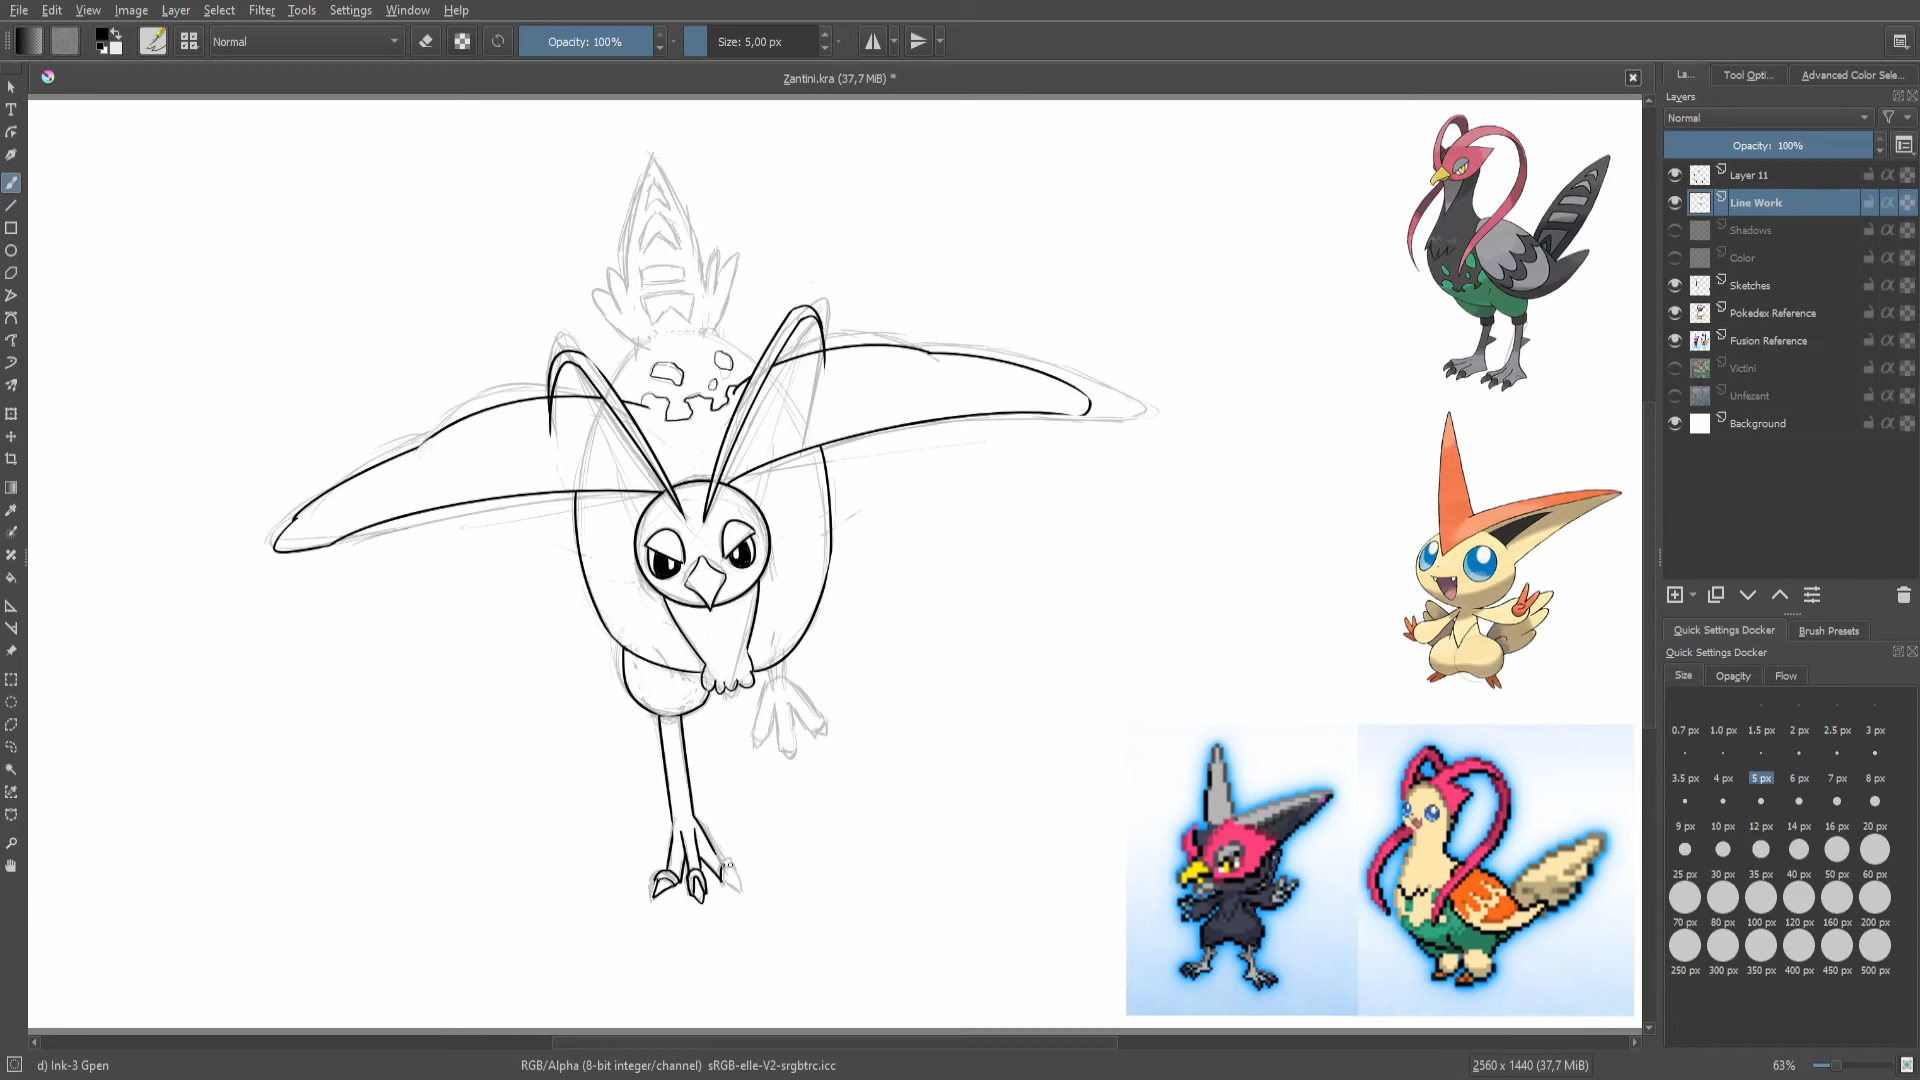 File Edit View Image Layer Select Filter Tools Settings Window Help
Normal Opacity: 100% Size: 5,00 px
Zantini.kra (37,7 MiB) *
La... Tool Opti... Advanced Color Sele...
Layers
Normal
Opacity: 100%
Layer 11
Line Work
Shadows
Color
Sketches
Pokedex Reference
Fusion Reference
Victini
Unfezant
Background
Quick Settings Docker Brush Presets
Quick Settings Docker
Size Opacity Flow
0.7 px 1.0 px 1.5 px 2 px 2.5 px 3 px
3.5 px 4 px 5 px 6 px 7 px 8 px
9 px 10 px 12 px 14 px 16 px 20 px
25 px 30 px 35 px 40 px 50 px 60 px
70 px 80 px 100 px 120 px 160 px 200 px
250 px 300 px 350 px 400 px 450 px 500 px
d) Ink-3 Gpen RGB/Alpha (8-bit integer/channel) sRGB-elle-V2-srgbtrc.icc 2560 x 1440 (37,7 MiB) 63%